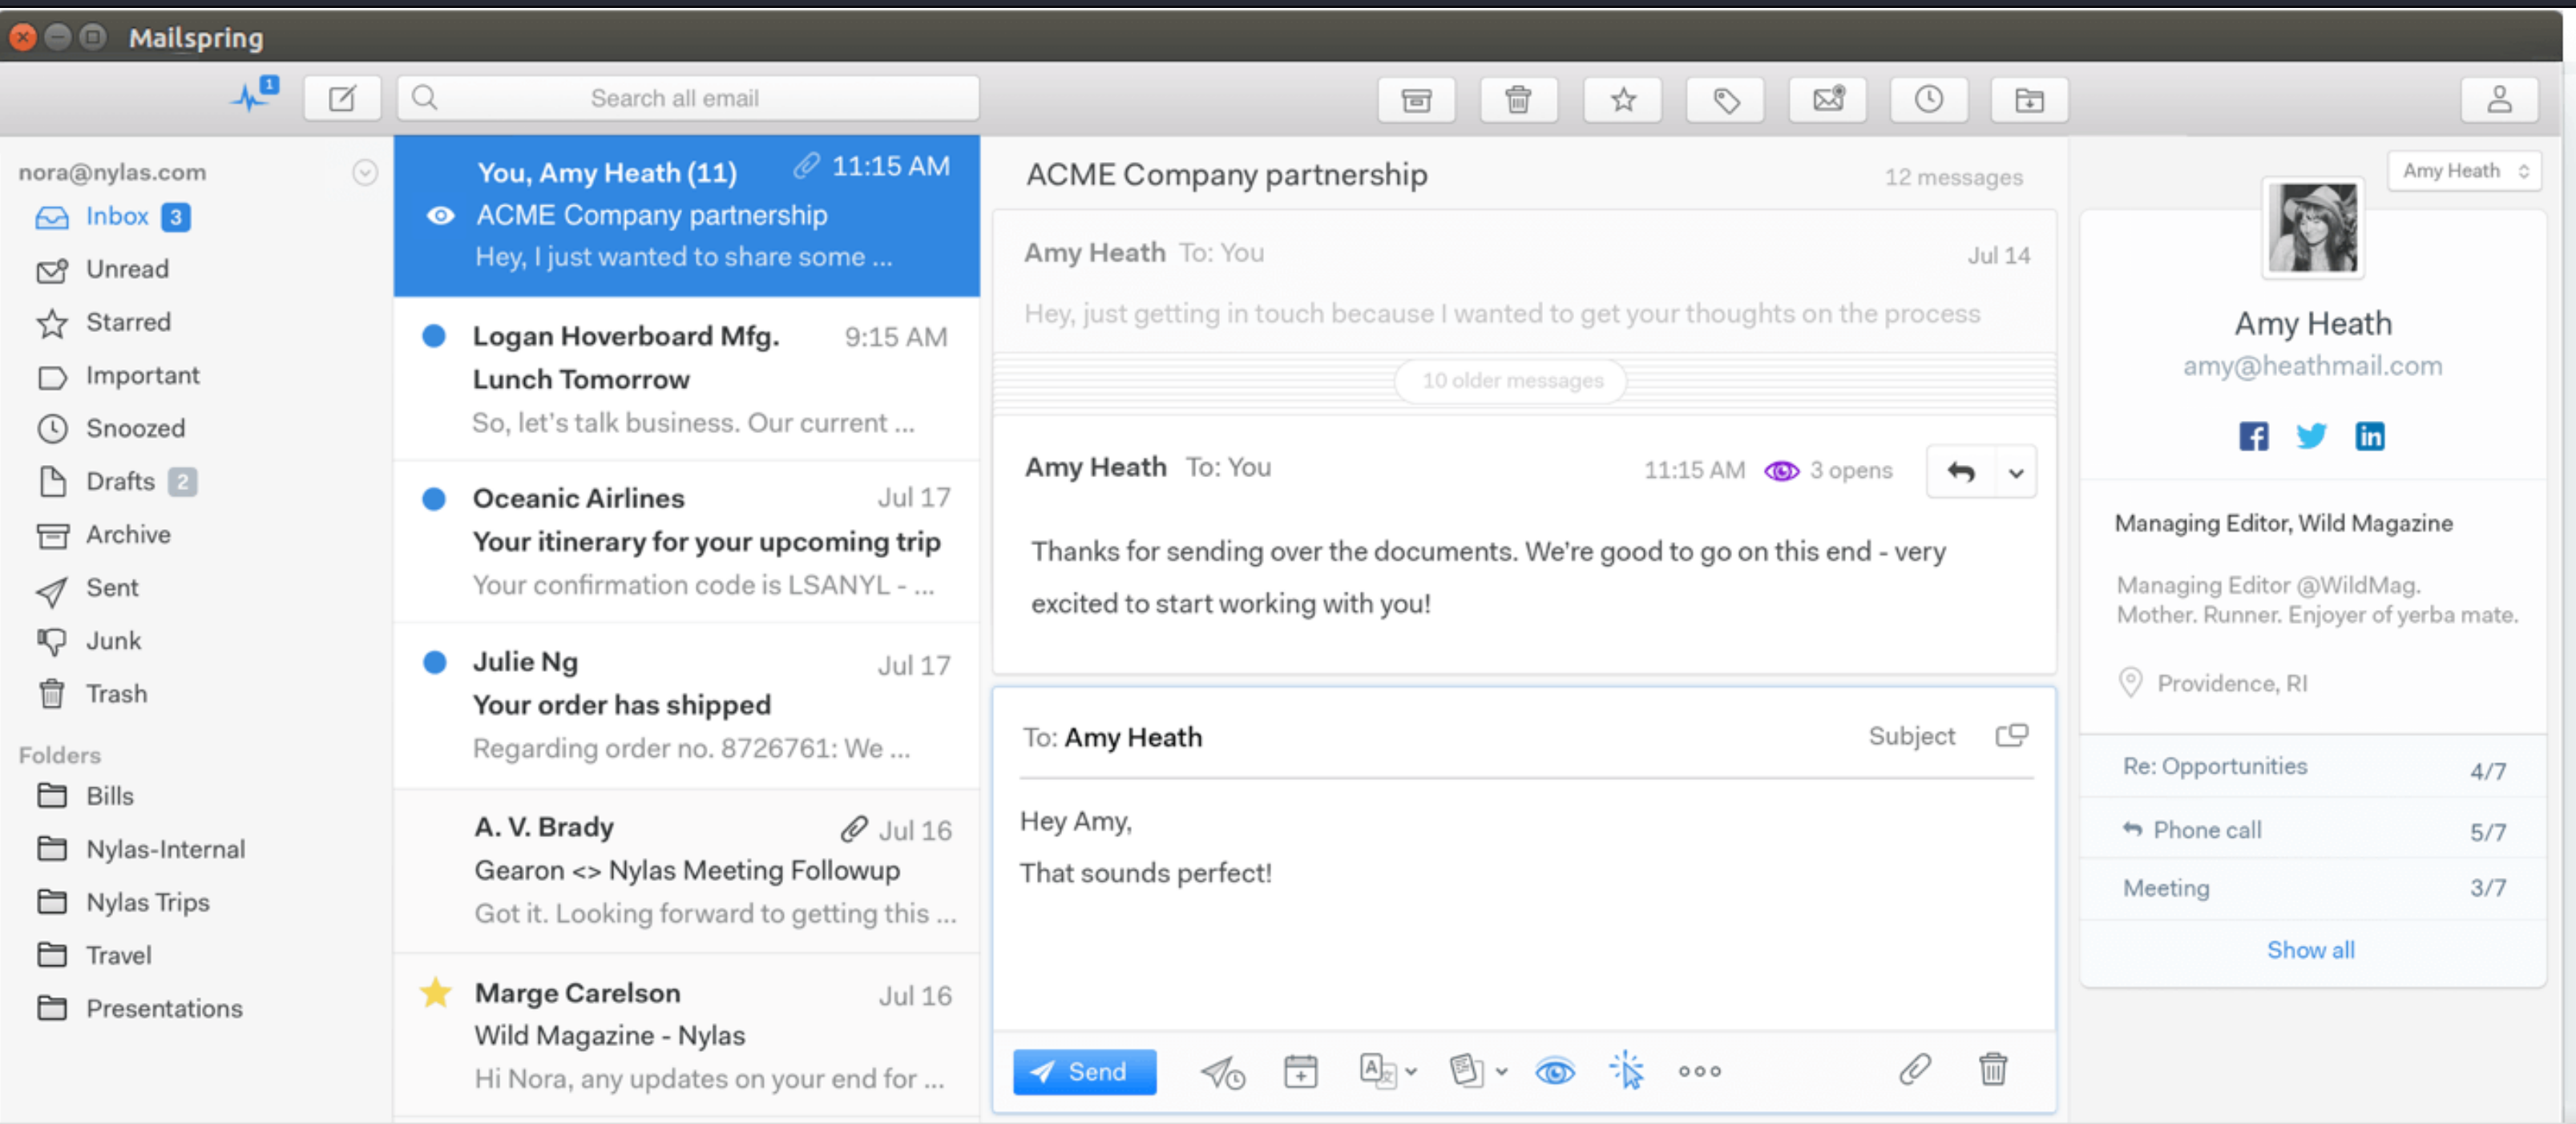 Mailspring
1
Search all email
nora@nylas.com
Inbox 3
Unread
Starred
Important
Snoozed
Drafts 2
Archive
Sent
Junk
Trash
Folders
Bills
Nylas-Internal
Nylas Trips
Travel
Presentations
You, Amy Heath (11) 11:15 AM
ACME Company partnership
Hey, I just wanted to share some ...
Logan Hoverboard Mfg. 9:15 AM
Lunch Tomorrow
So, let's talk business. Our current ...
Oceanic Airlines Jul 17
Your itinerary for your upcoming trip
Your confirmation code is LSANYL - ...
Julie Ng Jul 17
Your order has shipped
Regarding order no. 8726761: We ...
A. V. Brady Jul 16
Gearon <> Nylas Meeting Followup
Got it. Looking forward to getting this ...
Marge Carelson Jul 16
Wild Magazine - Nylas
Hi Nora, any updates on your end for ...
ACME Company partnership 12 messages
Amy Heath To: You Jul 14
Hey, just getting in touch because I wanted to get your thoughts on the process
10 older messages
Amy Heath To: You 11:15 AM 3 opens
Thanks for sending over the documents. We're good to go on this end - very
excited to start working with you!
To: Amy Heath Subject
Hey Amy,
That sounds perfect!
Send
Amy Heath
Amy Heath
amy@heathmail.com
Managing Editor, Wild Magazine
Managing Editor @WildMag.
Mother. Runner. Enjoyer of yerba mate.
Providence, RI
Re: Opportunities 4/7
Phone call 5/7
Meeting 3/7
Show all